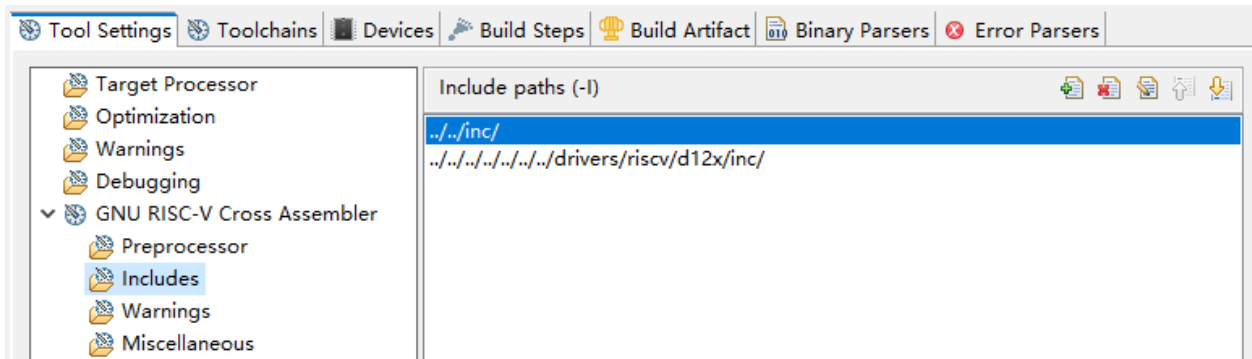 Tool Settings Toolchains Devices Build Steps Build Artifact Binary Parsers Error Parsers
Target Processor
Optimization
Warnings
Debugging
GNU RISC-V Cross Assembler
Preprocessor
Includes
Warnings
Miscellaneous
Include paths (-I)
../../inc/
../../../../../../../drivers/riscv/d12x/inc/